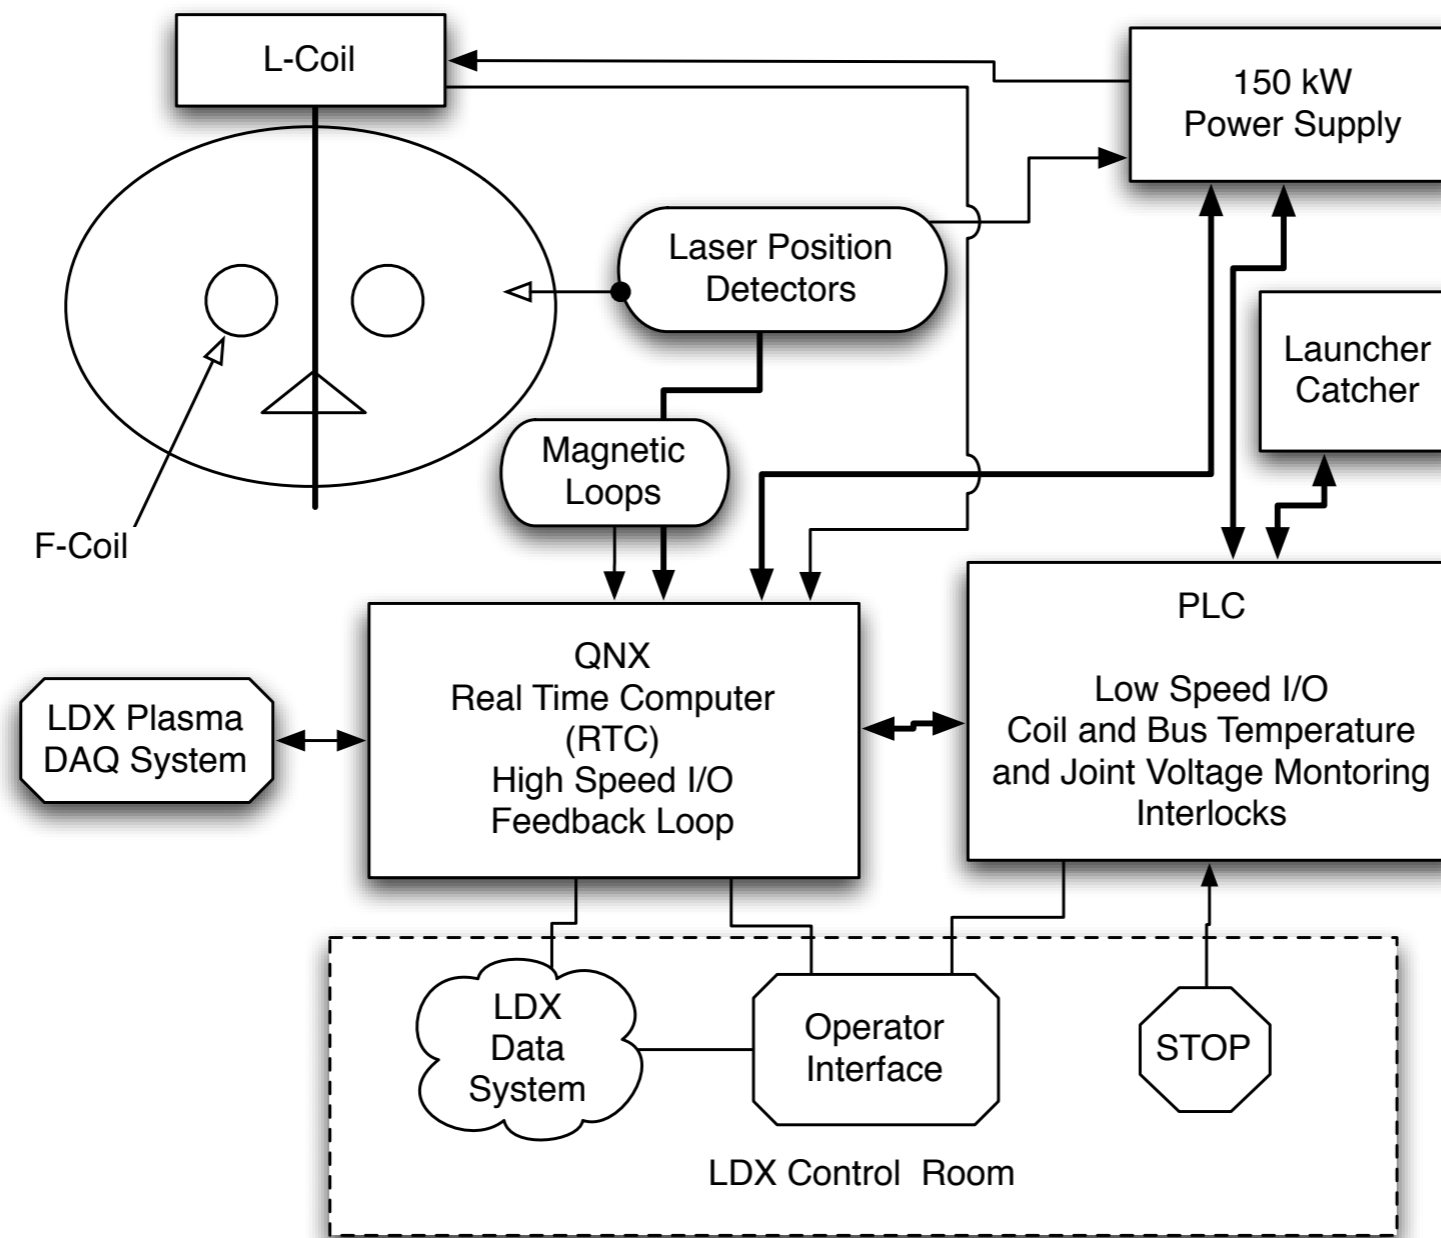 L-Coil
150 kW
Power Supply
Laser Position
Detectors
Launcher
Catcher
Magnetic
Loops
F-Coil
QNX
Real Time Computer
(RTC)
High Speed I/O
Feedback Loop
PLC
Low Speed I/O
Coil and Bus Temperature
and Joint Voltage Montoring
Interlocks
LDX Plasma
DAQ System
LDX
Data
System
Operator
Interface
STOP
LDX Control Room